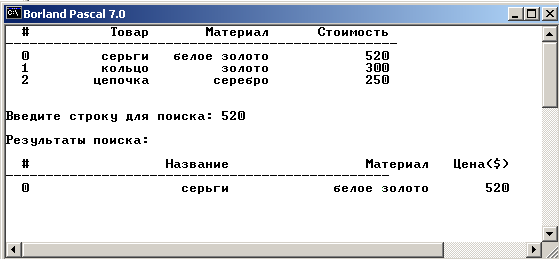 Borland Pascal 7.0
# Товар Материал Стоимость
0 серьги белое золото 520
1 кольцо золото 300
2 цепочка серебро 250
Введите строку для поиска: 520
Результаты поиска:
# Название Материал Цена($)
0 серьги белое золото 520